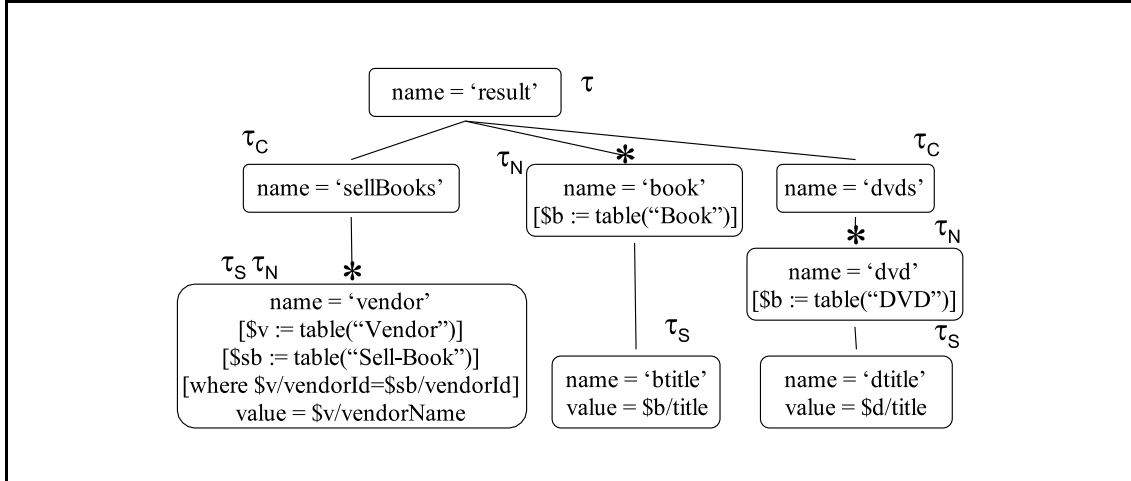 name = ‘result’ τ
τC
name = ‘sellBooks’
τN *
name = ‘book’
[$b := table(“Book”)]
τC
name = ‘dvds’
τS τN *
name = ‘vendor’
[$v := table(“Vendor”)]
[$sb := table(“Sell-Book”)]
[where $v/vendorId=$sb/vendorId]
value = $v/vendorName
τS
name = ‘btitle’
value = $b/title
* τN
name = ‘dvd’
[$b := table(“DVD”)]
τS
name = ‘dtitle’
value = $d/title